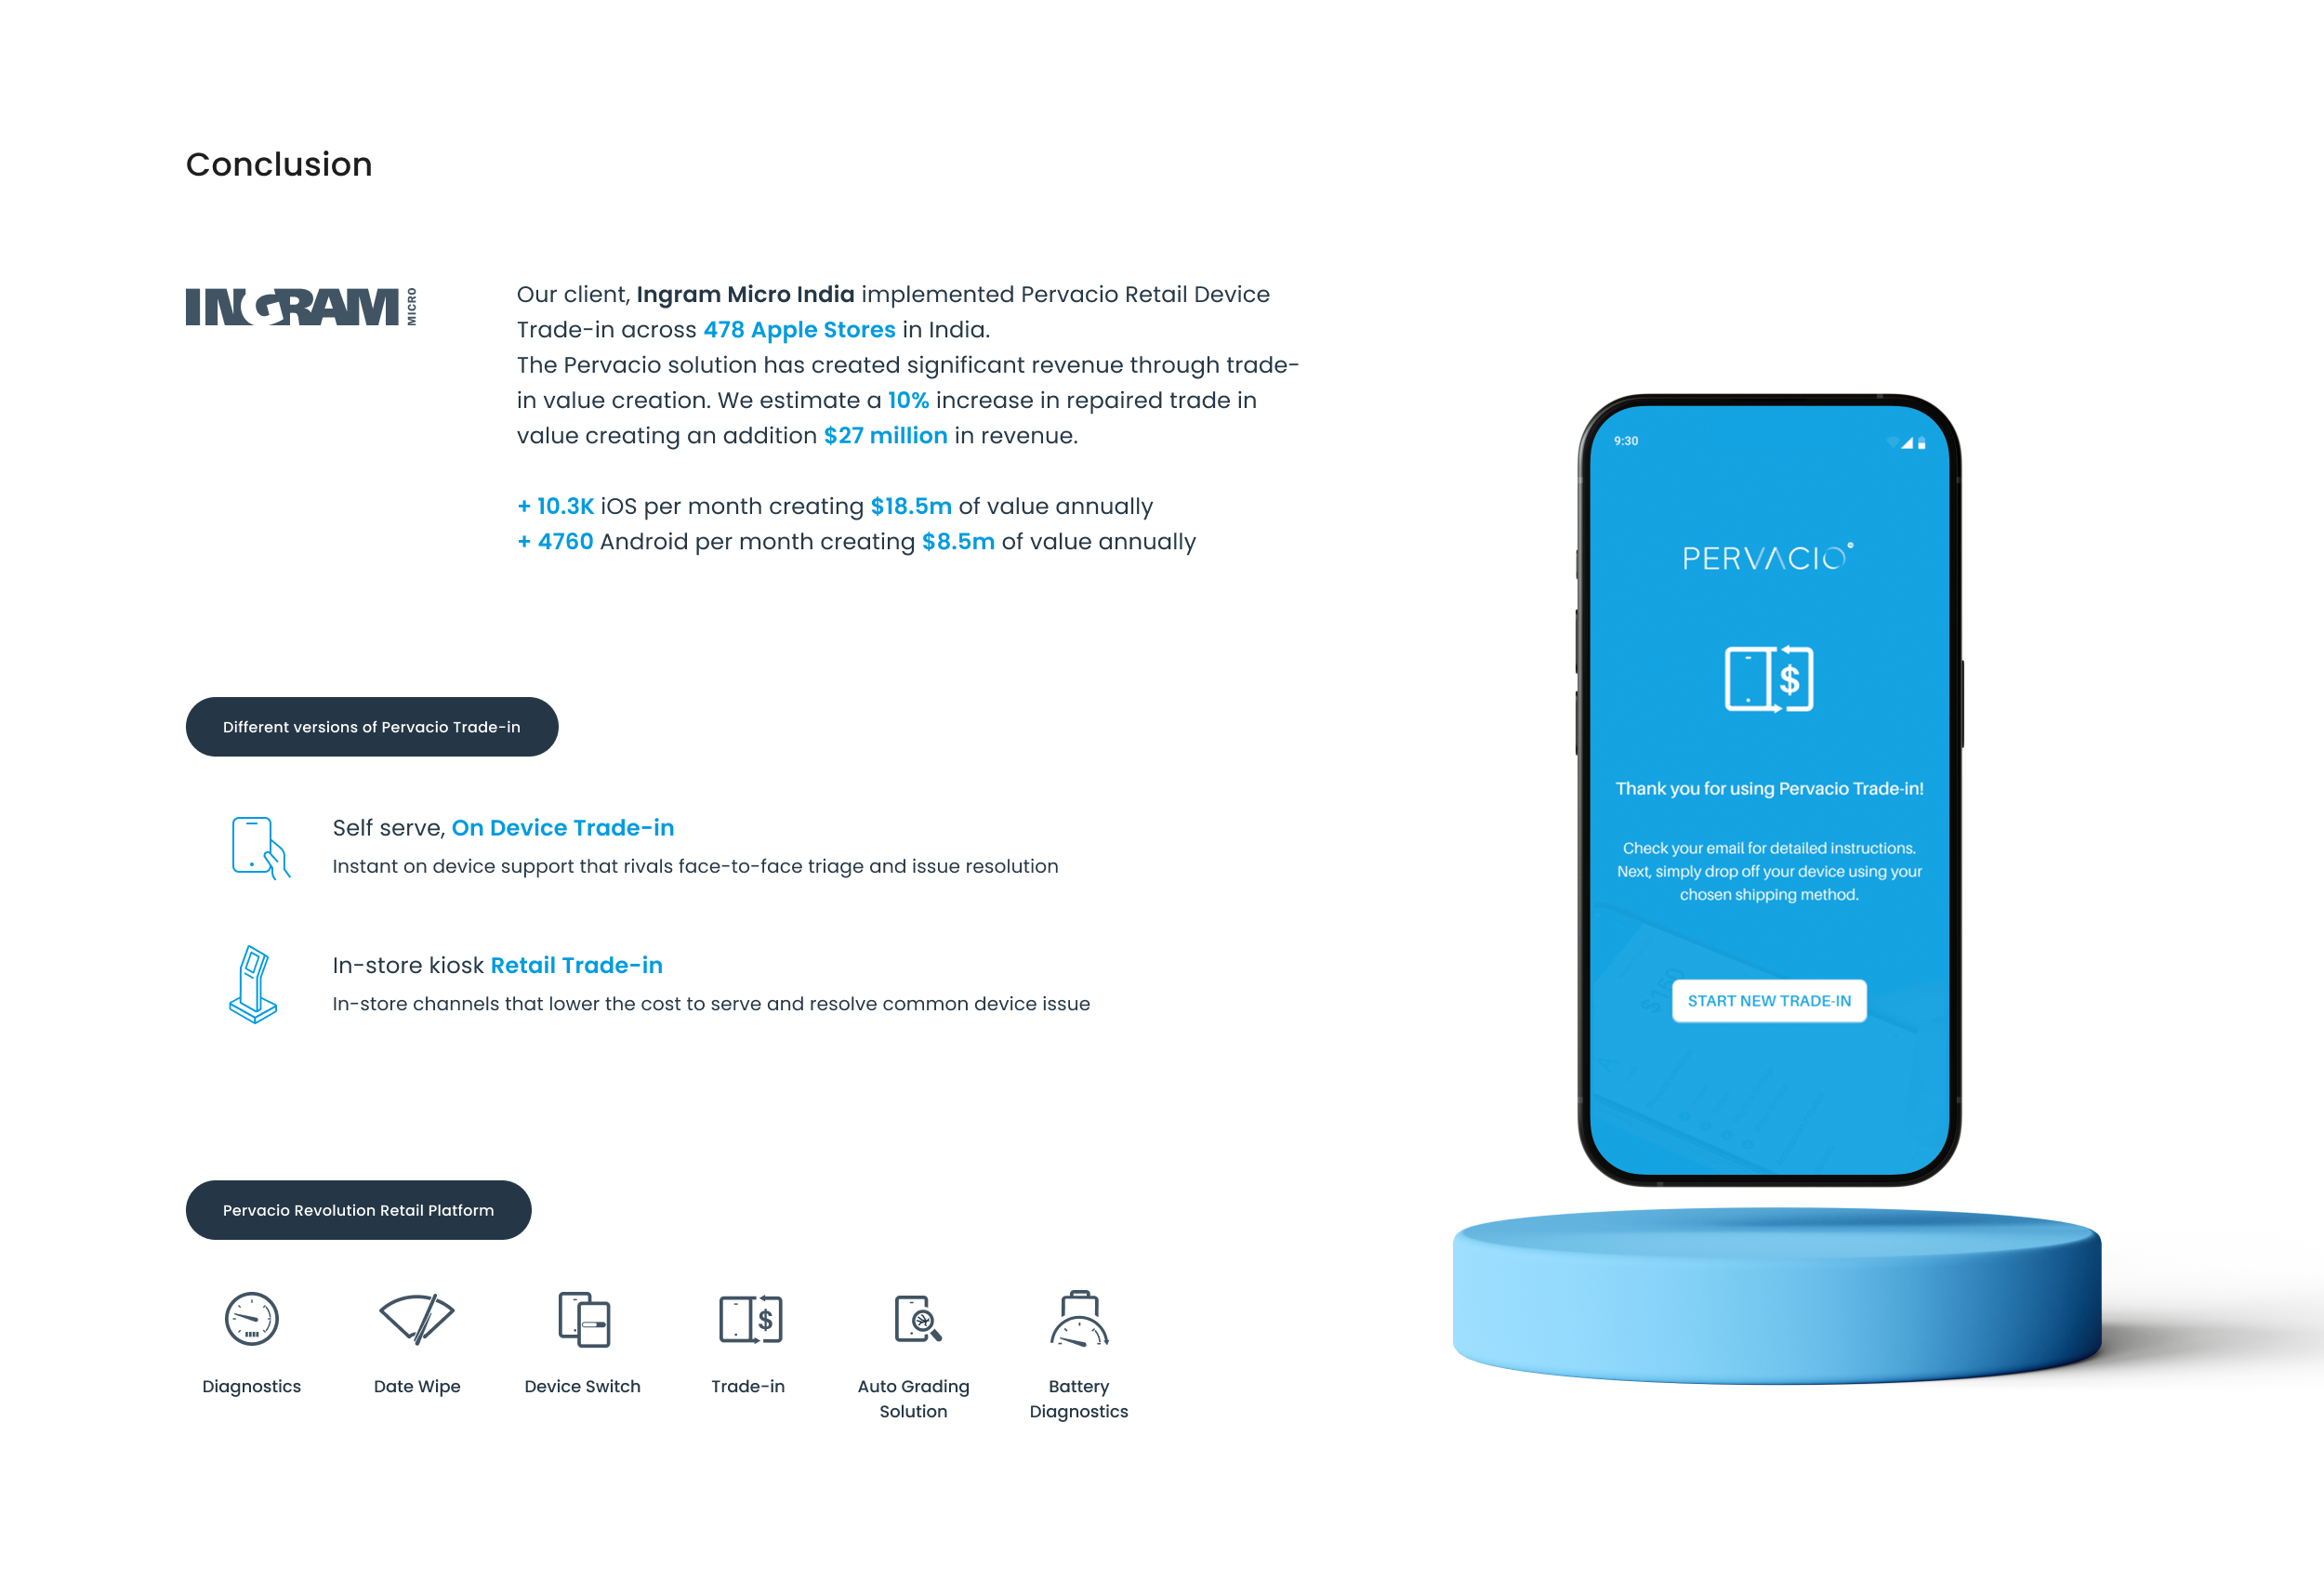 Conclusion
INGRAM MICRO
Our client, Ingram Micro India implemented Pervacio Retail Device
Trade-in across 478 Apple Stores in India.
The Pervacio solution has created significant revenue through trade-
in value creation. We estimate a 10% increase in repaired trade in
value creating an addition $27 million in revenue.
+ 10.3K iOS per month creating $18.5m of value annually
+ 4760 Android per month creating $8.5m of value annually
Different versions of Pervacio Trade-in
Self serve, On Device Trade-in
Instant on device support that rivals face-to-face triage and issue resolution
In-store kiosk Retail Trade-in
In-store channels that lower the cost to serve and resolve common device issue
Pervacio Revolution Retail Platform
Diagnostics
Date Wipe
Device Switch
$
Trade-in
Auto Grading
Solution
Battery
Diagnostics
9:30
PERVACIO
$
Thank you for using Pervacio Trade-in!
Check your email for detailed instructions.
Next, simply drop off your device using your
chosen shipping method.
$160
START NEW TRADE-IN